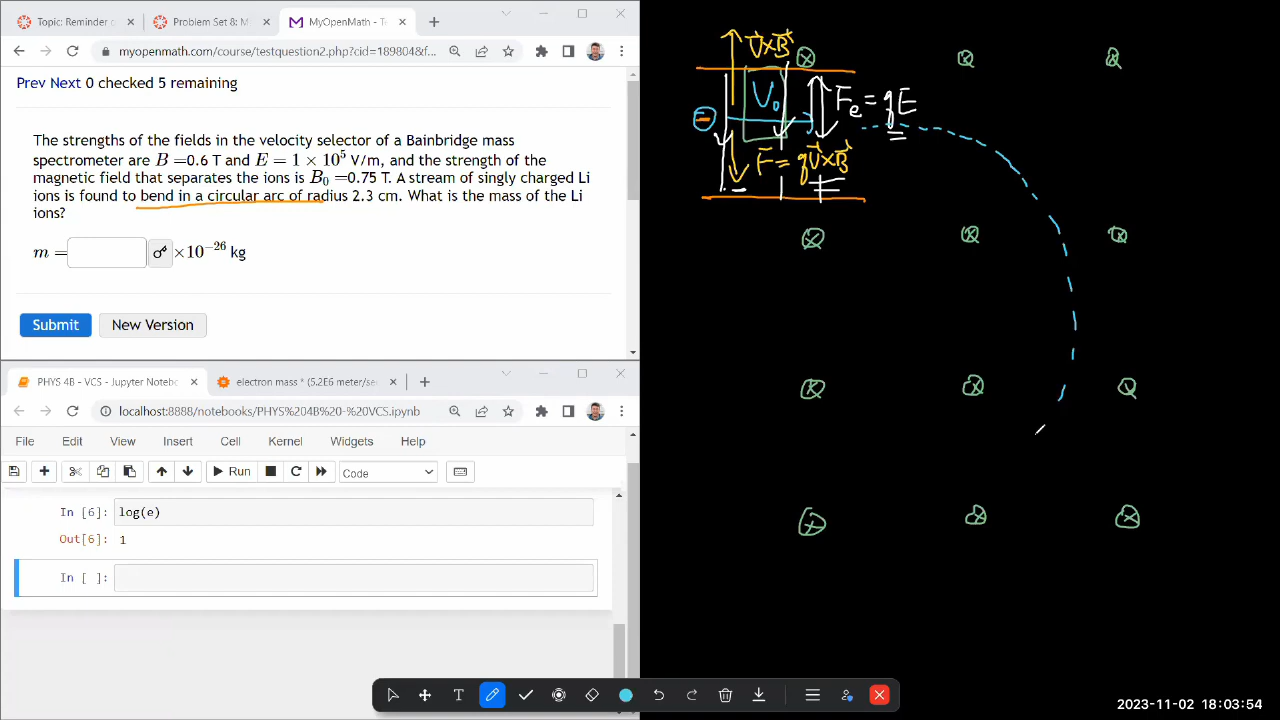 Topic: Reminder c
Problem Set 8: M
MyOpenMath - Te
myopenmath.com/course/testquestion2.php?cid=189804&f...
Prev Next 0 chained 5 remaining
The strengths of the fields in the velocity selector of a Bainbridge mass
spectrometer are B =0.6 T and E = 1 × 10⁵ V/m, and the strength of the
magnetic field that separates the ions is B₀ =0.75 T. A stream of singly charged Li
ions is found to bend in a circular arc of radius 2.3 cm. What is the mass of the Li
ions?
m = σ ×10⁻²⁶ kg
Submit
New Version
PHYS 4B - VCS - Jupyter Notebo
electron mass * (5.2E6 meter/se
localhost:8888/notebooks/PHYS%204B%20-%20VCS.ipynb
File Edit View Insert Cell Kernel Widgets Help
Run
Code
In [6]: log(e)
Out[6]: 1
In [ ]:
V×B
V₀
Fe = qE
F = qV×B
T
2023-11-02 18:03:54